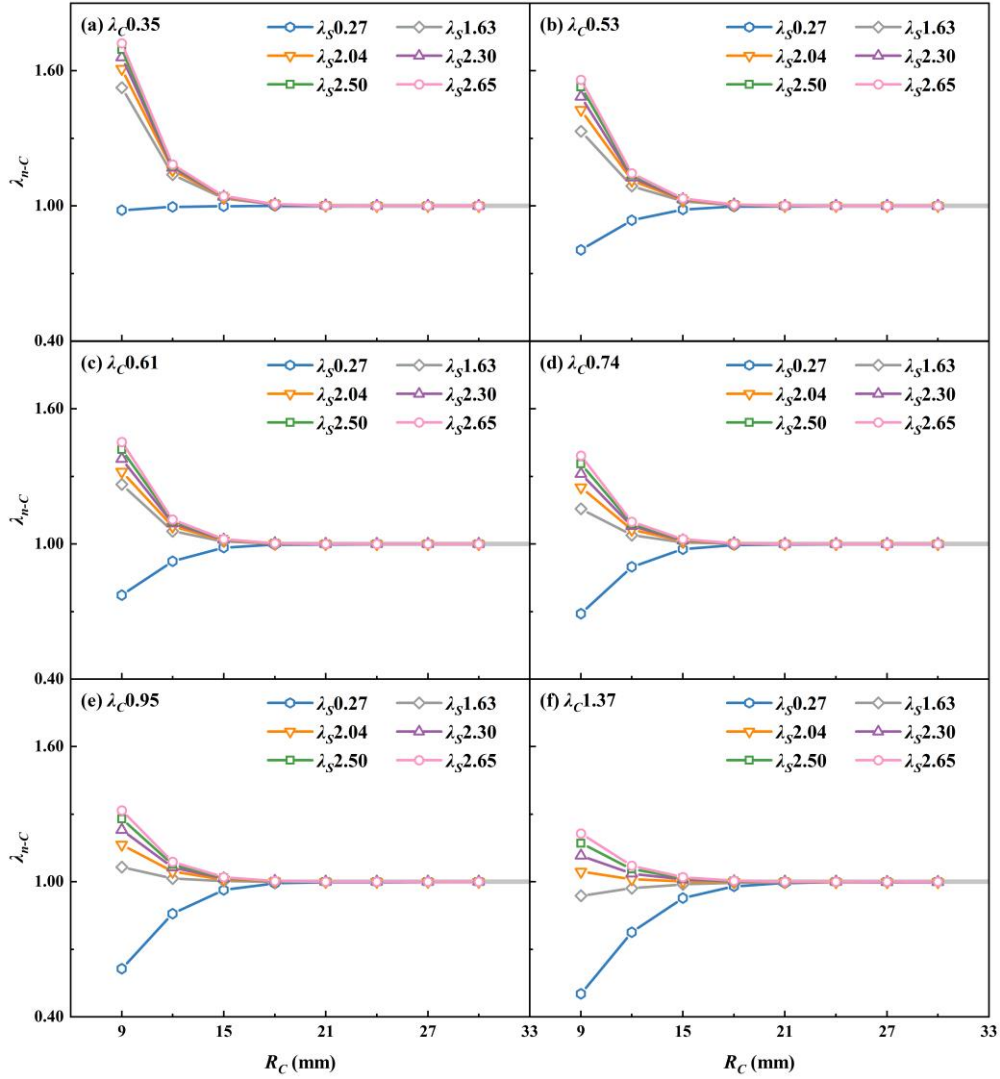 (a) λC0.35 λS0.27 λS1.63
λS2.04 λS2.30
λS2.50 λS2.65
(b) λC0.53 λS0.27 λS1.63
λS2.04 λS2.30
λS2.50 λS2.65
1.60
1.00
0.40
λn-C
(c) λC0.61 λS0.27 λS1.63
λS2.04 λS2.30
λS2.50 λS2.65
(d) λC0.74 λS0.27 λS1.63
λS2.04 λS2.30
λS2.50 λS2.65
1.60
1.00
0.40
λn-C
(e) λC0.95 λS0.27 λS1.63
λS2.04 λS2.30
λS2.50 λS2.65
(f) λC1.37 λS0.27 λS1.63
λS2.04 λS2.30
λS2.50 λS2.65
1.60
1.00
0.40
λn-C
9 15 21 27 33 9 15 21 27 33
RC (mm) RC (mm)